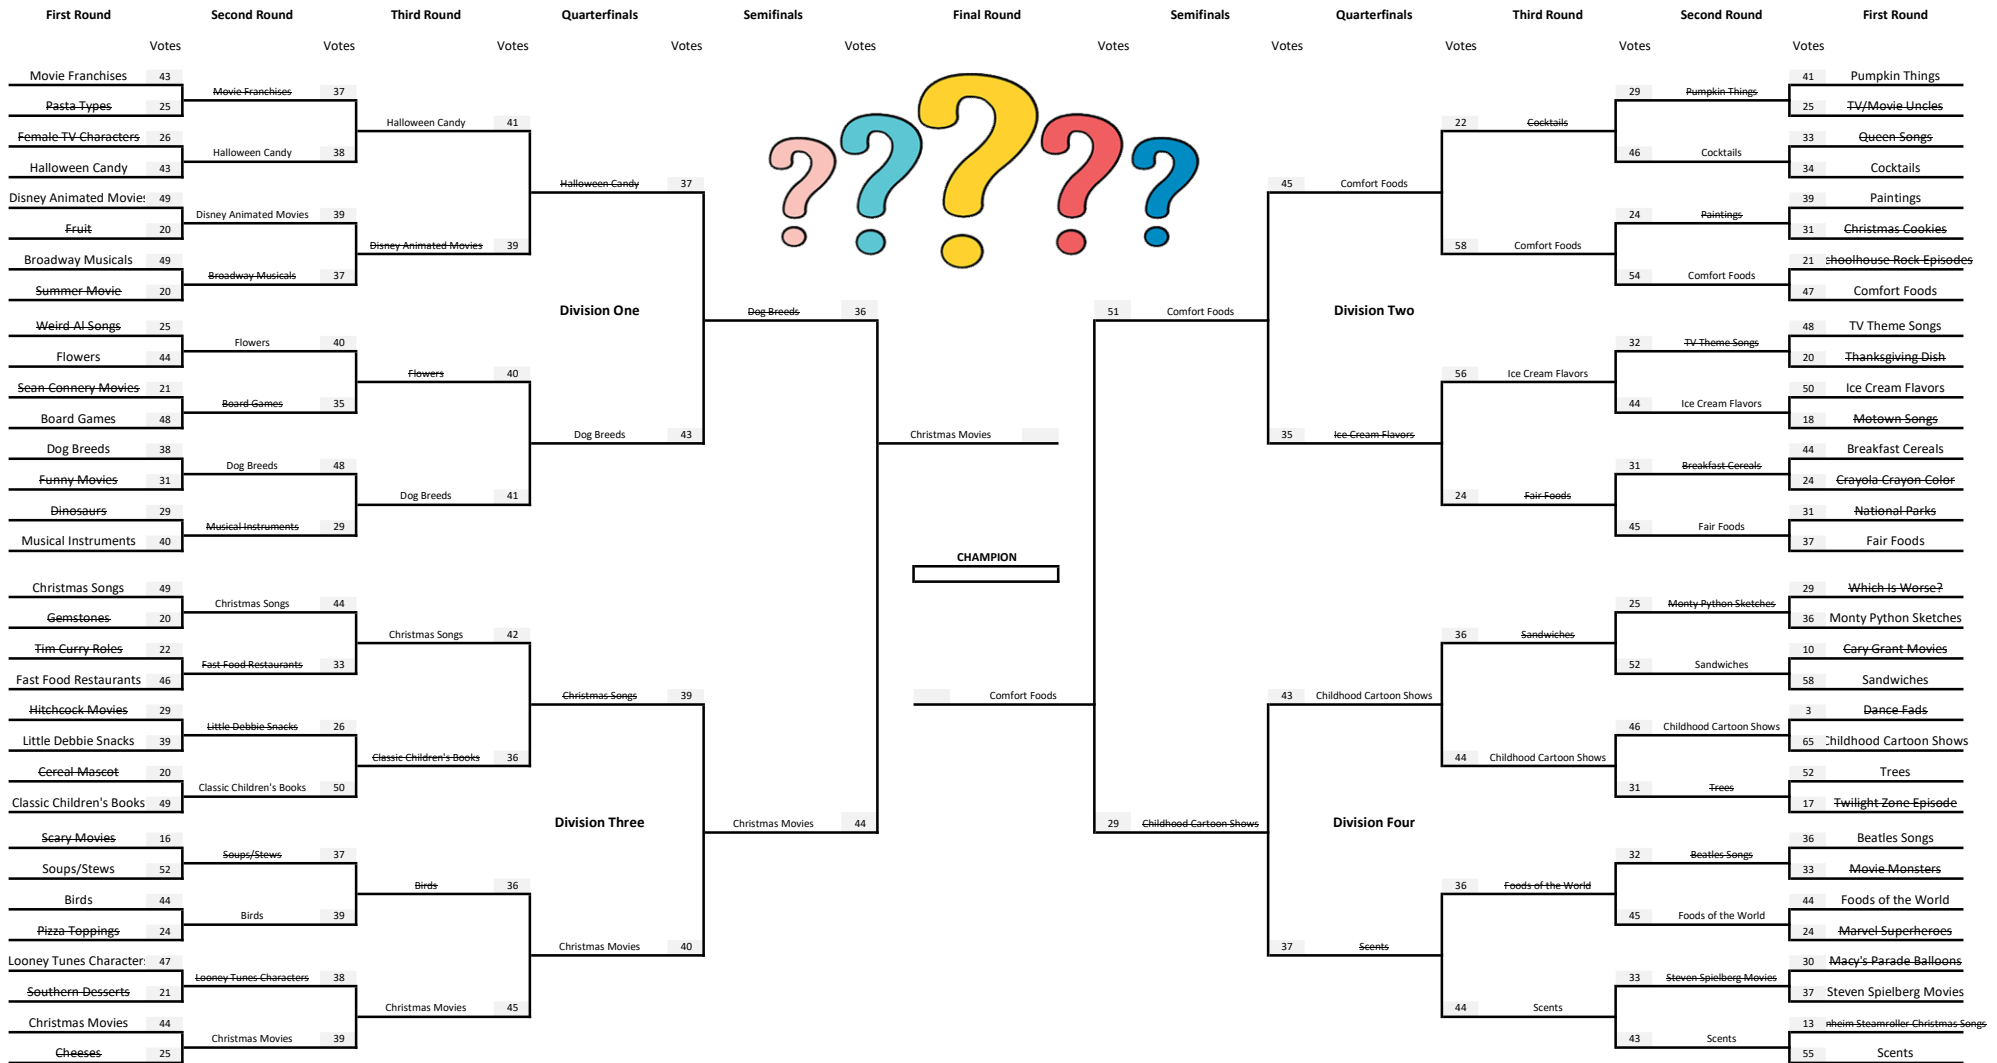 First Round Second Round Third Round Quarterfinals Semifinals Final Round Semifinals Quarterfinals Third Round Second Round First Round
Votes Votes Votes Votes Votes Votes Votes Votes Votes Votes
Movie Franchises 43 41 Pumpkin Things
Movie Franchises 37 29 Pumpkin Things
Pasta Types 25 25 TV/Movie Uncles
Halloween Candy 41 22 Cocktails
Female TV Characters 26 33 Queen Songs
Halloween Candy 38 46 Cocktails
Halloween Candy 43 34 Cocktails
Halloween Candy 37 45 Comfort Foods
Disney Animated Movies 49 39 Paintings
Disney Animated Movies 39 24 Paintings
Fruit 20 31 Christmas Cookies
Disney Animated Movies 39 58 Comfort Foods
Broadway Musicals 49 21 choolhouse Rock Episodes
Broadway Musicals 37 54 Comfort Foods
Summer Movie 20 47 Comfort Foods
Division One Dog Breeds 36 51 Comfort Foods Division Two
Weird Al Songs 25 48 TV Theme Songs
Flowers 40 32 TV Theme Songs
Flowers 44 20 Thanksgiving Dish
Flowers 40 56 Ice Cream Flavors
Sean Connery Movies 21 50 Ice Cream Flavors
Board Games 35 44 Ice Cream Flavors
Board Games 48 18 Motown Songs
Dog Breeds 43 Christmas Movies 35 Ice Cream Flavors
Dog Breeds 38 44 Breakfast Cereals
Dog Breeds 48 31 Breakfast Cereals
Funny Movies 31 24 Crayola Crayon Color
Dog Breeds 41 24 Fair Foods
Dinosaurs 29 31 National Parks
Musical Instruments 29 45 Fair Foods
Musical Instruments 40 37 Fair Foods
CHAMPION
Christmas Songs 49 29 Which Is Worse?
Christmas Songs 44 25 Monty Python Sketches
Gemstones 20 36 Monty Python Sketches
Christmas Songs 42 36 Sandwiches
Tim Curry Roles 22 10 Cary Grant Movies
Fast Food Restaurants 33 52 Sandwiches
Fast Food Restaurants 46 58 Sandwiches
Christmas Songs 39 Comfort Foods 43 Childhood Cartoon Shows
Hitchcock Movies 29 3 Dance Fads
Little Debbie Snacks 26 46 Childhood Cartoon Shows
Little Debbie Snacks 39 65 Childhood Cartoon Shows
Classic Children's Books 36 44 Childhood Cartoon Shows
Cereal Mascot 20 52 Trees
Classic Children's Books 50 31 Trees
Classic Children's Books 49 17 Twilight Zone Episode
Division Three Christmas Movies 44 29 Childhood Cartoon Shows Division Four
Scary Movies 16 36 Beatles Songs
Soups/Stews 37 32 Beatles Songs
Soups/Stews 52 33 Movie Monsters
Birds 36 36 Foods of the World
Birds 44 44 Foods of the World
Birds 39 45 Foods of the World
Pizza Toppings 24 24 Marvel Superheroes
Christmas Movies 40 37 Scents
Looney Tunes Characters 47 30 Macy's Parade Balloons
Looney Tunes Characters 38 33 Steven Spielberg Movies
Southern Desserts 21 37 Steven Spielberg Movies
Christmas Movies 45 44 Scents
Christmas Movies 44 13 nheim Steamroller Christmas Songs
Christmas Movies 39 43 Scents
Cheeses 25 55 Scents